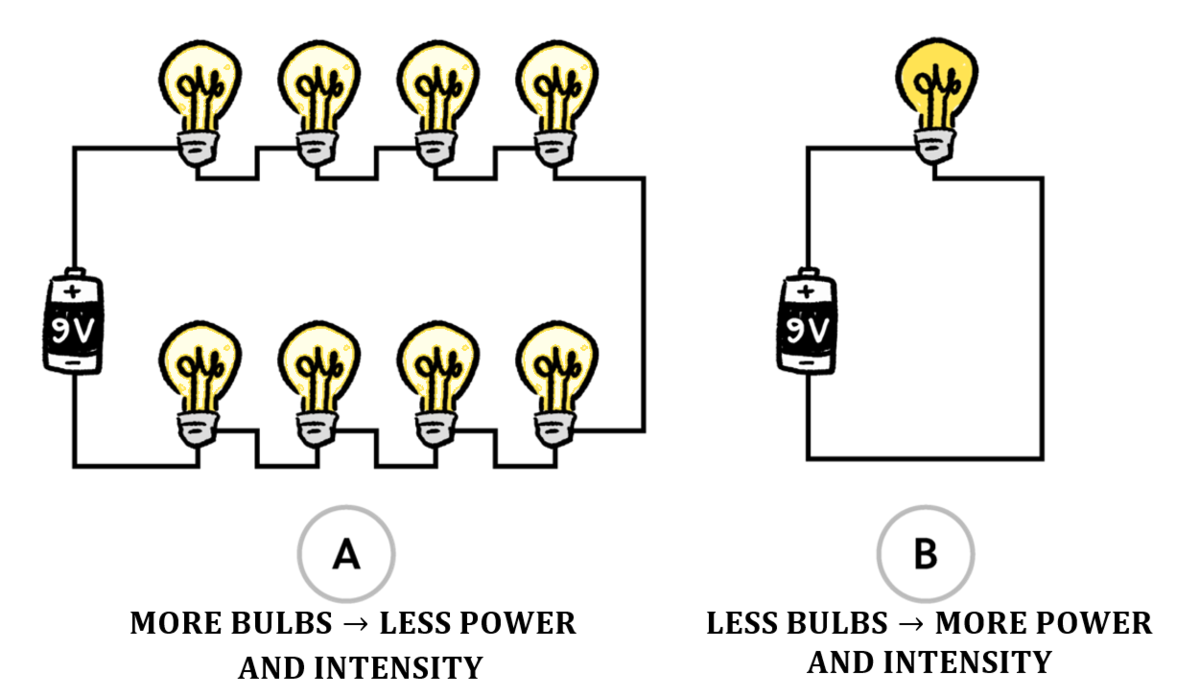 +
9V
-
+
9V
-
A
B
MORE BULBS → LESS POWER
AND INTENSITY
LESS BULBS → MORE POWER
AND INTENSITY